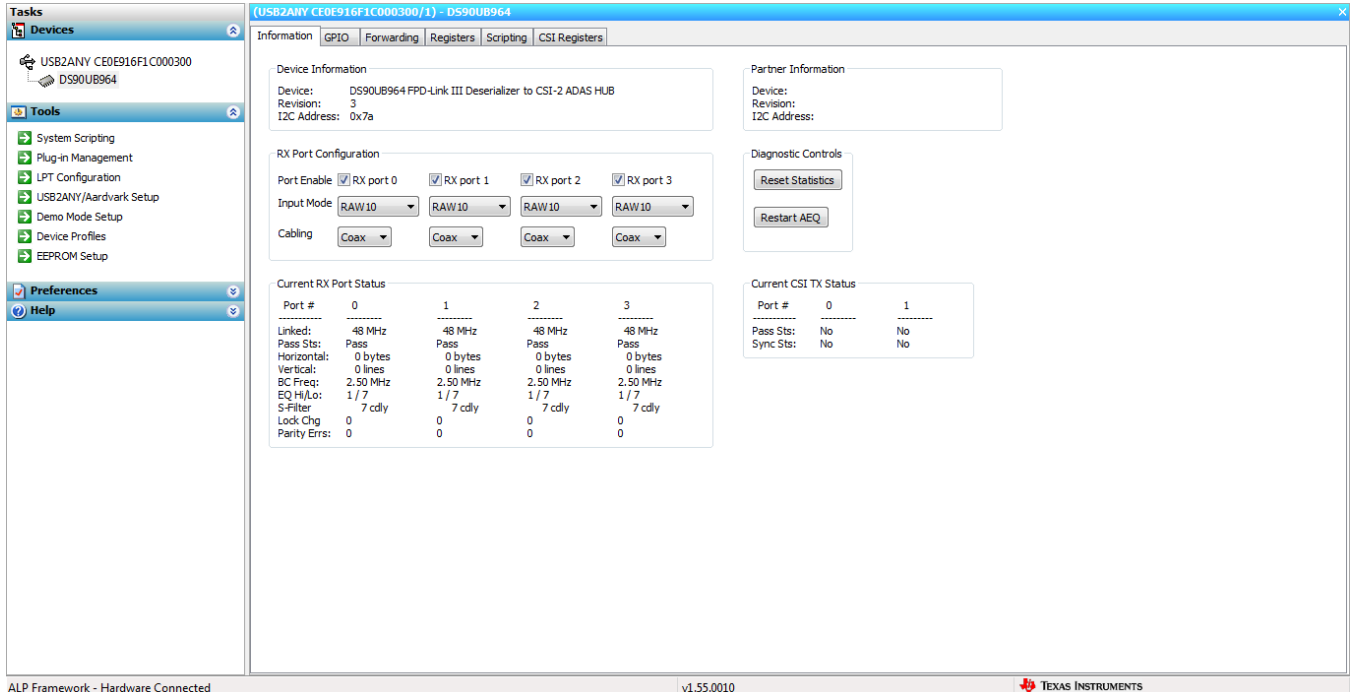 Tasks
Devices
USB2ANY CE0E916F1C000300
DS90UB964
Tools
System Scripting
Plug-in Management
LPT Configuration
USB2ANY/Aardvark Setup
Demo Mode Setup
Device Profiles
EEPROM Setup
Preferences
Help
(USB2ANY CE0E916F1C000300/1) - DS90UB964
Information GPIO Forwarding Registers Scripting CSI Registers
Device Information
Device: DS90UB964 FPD-Link III Deserializer to CSI-2 ADAS HUB
Revision: 3
I2C Address: 0x7a
Partner Information
Device:
Revision:
I2C Address:
RX Port Configuration
Port Enable RX port 0 RX port 1 RX port 2 RX port 3
Input Mode RAW10 RAW10 RAW10 RAW10
Cabling Coax Coax Coax Coax
Diagnostic Controls
Reset Statistics
Restart AEQ
Current RX Port Status
Port # 0 1 2 3
----------- --------- --------- --------- ---------
Linked: 48 MHz 48 MHz 48 MHz 48 MHz
Pass Sts: Pass Pass Pass Pass
Horizontal: 0 bytes 0 bytes 0 bytes 0 bytes
Vertical: 0 lines 0 lines 0 lines 0 lines
BC Freq: 2.50 MHz 2.50 MHz 2.50 MHz 2.50 MHz
EQ Hi/Lo: 1 / 7 1 / 7 1 / 7 1 / 7
S-Filter 7 cdly 7 cdly 7 cdly 7 cdly
Lock Chg 0 0 0 0
Parity Errs: 0 0 0 0
Current CSI TX Status
Port # 0 1
----------- --------- ---------
Pass Sts: No No
Sync Sts: No No
ALP Framework - Hardware Connected
v1.55.0010
TEXAS INSTRUMENTS